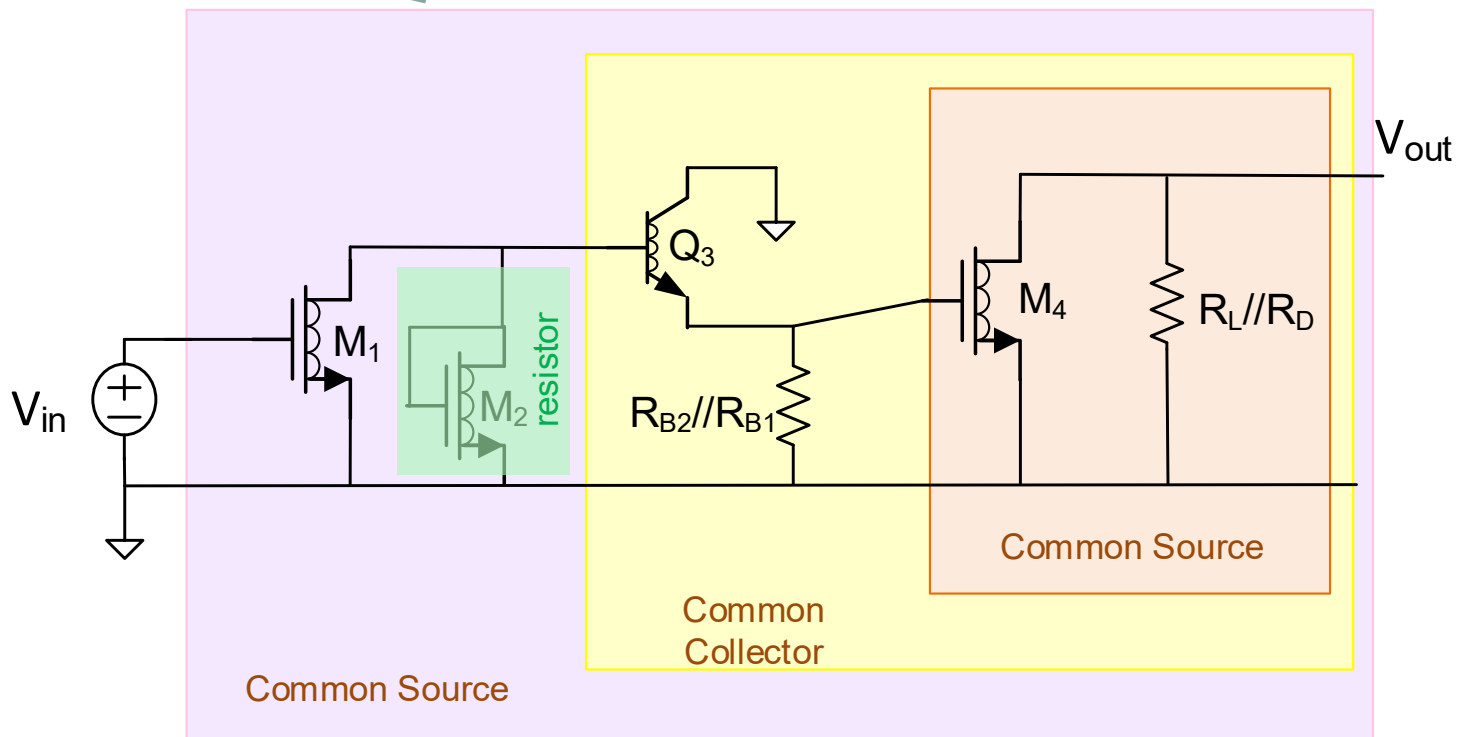 V_out
Q_3
M_4
R_L//R_D
M_1
resistor
M_2
V_in
R_B2//R_B1
Common Source
Common
Collector
Common Source